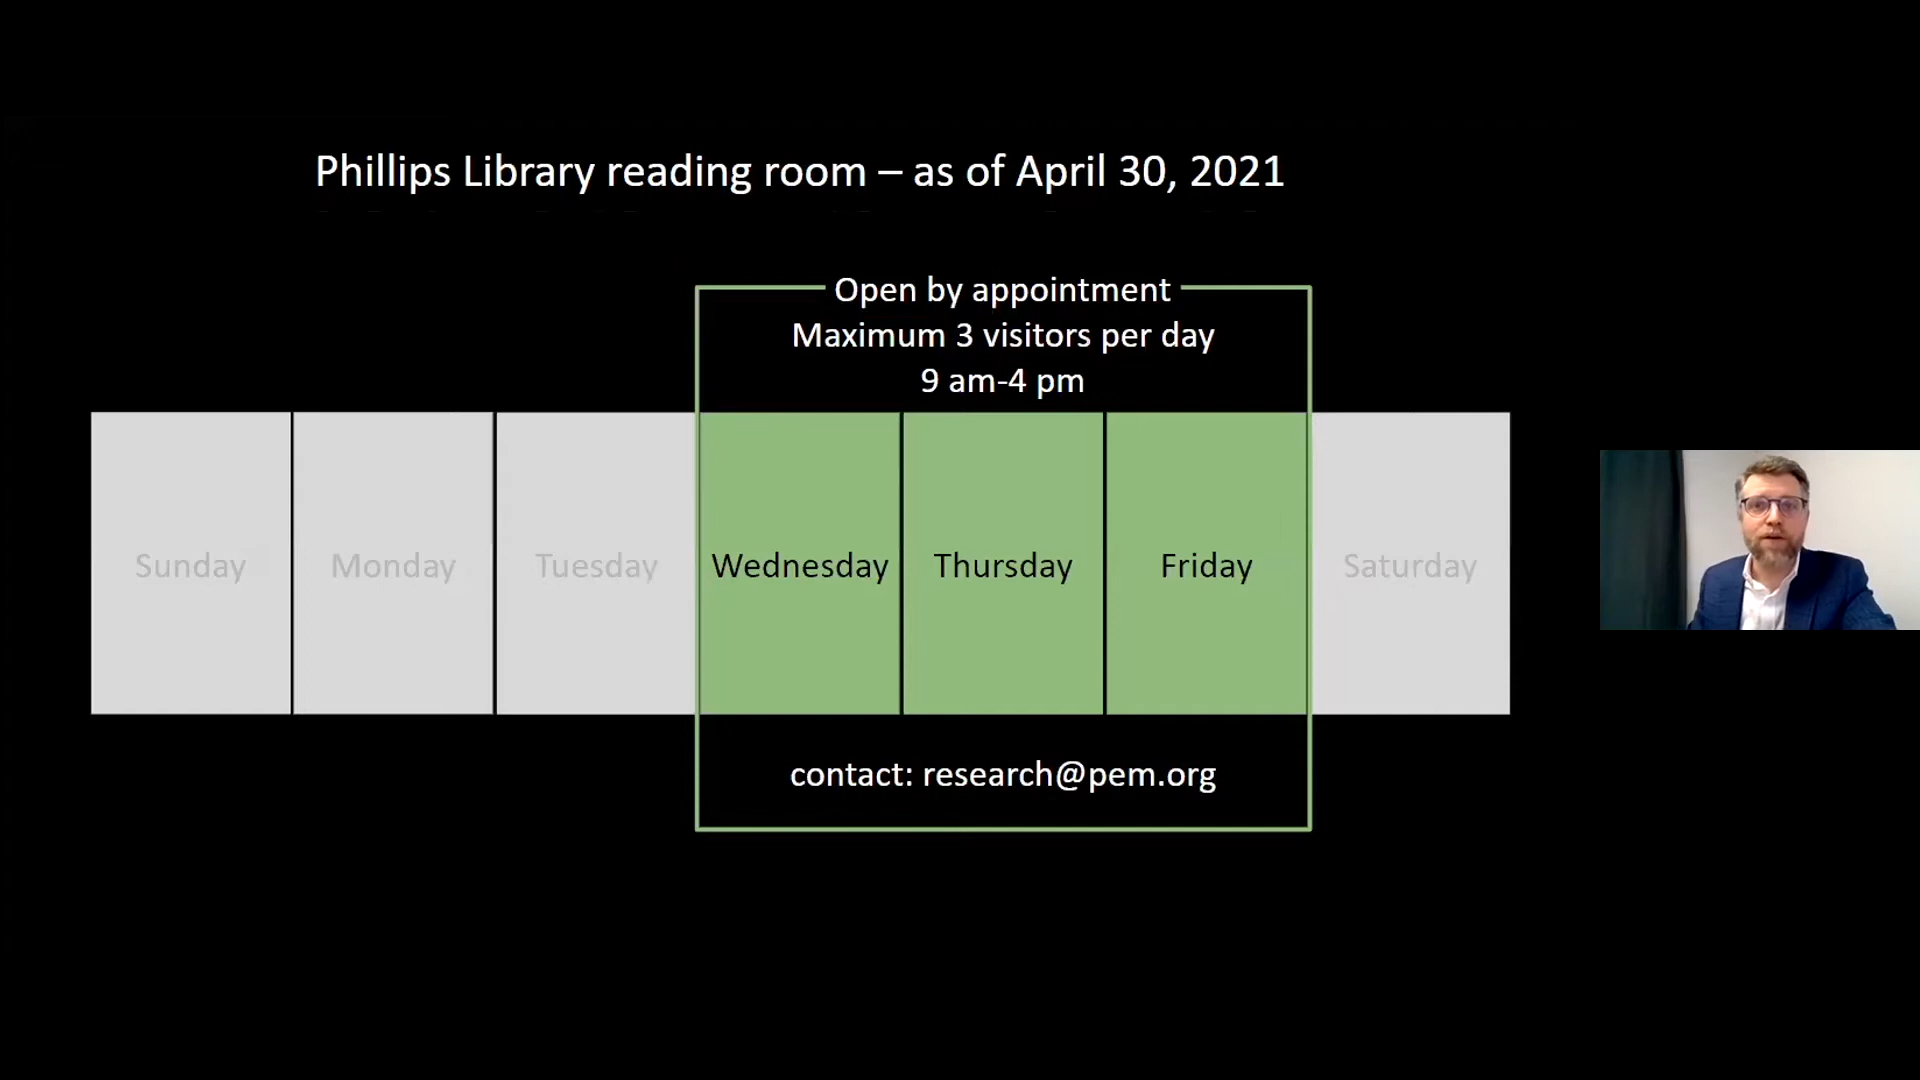 Phillips Library reading room – as of April 30, 2021
Open by appointment
Maximum 3 visitors per day
9 am-4 pm
Sunday
Monday
Tuesday
Wednesday
Thursday
Friday
Saturday
contact: research@pem.org